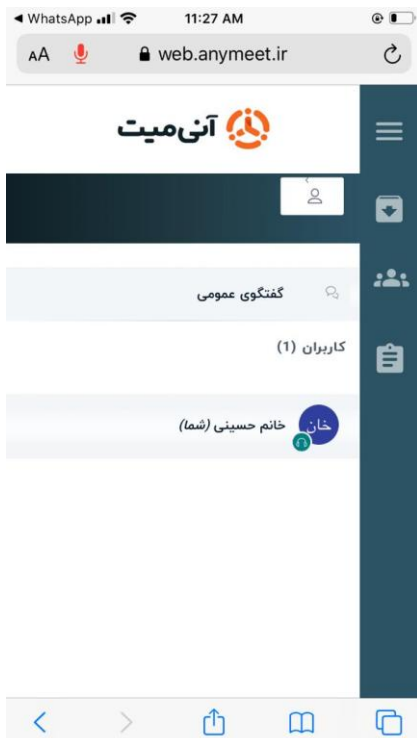 WhatsApp 11:27 AM
AA web.anymeet.ir
آنی‌میت
گفتگوی عمومی
کاربران (1)
خان خانم حسینی (شما)